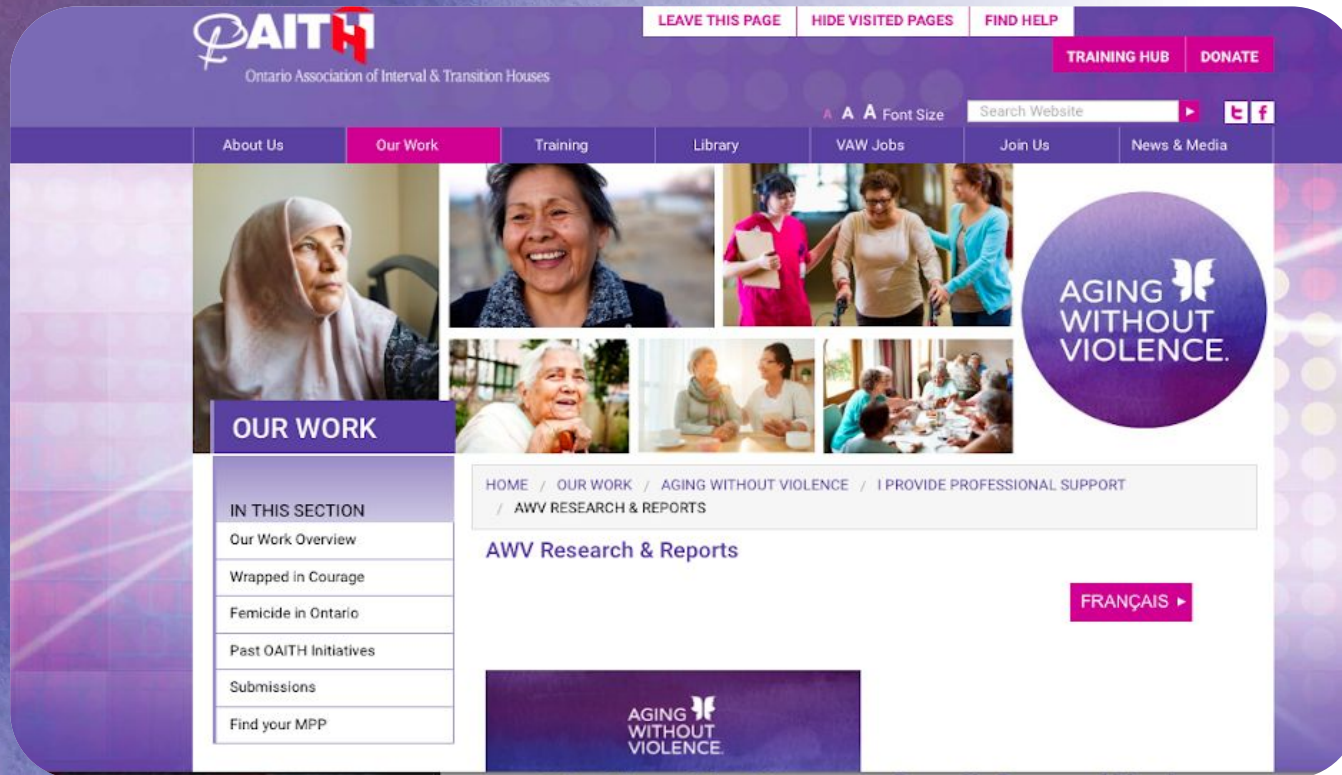 OAITH
Ontario Association of Interval & Transition Houses
LEAVE THIS PAGE
HIDE VISITED PAGES
FIND HELP
TRAINING HUB
DONATE
A A A Font Size
Search Website
t f
About Us
Our Work
Training
Library
VAW Jobs
Join Us
News & Media
AGING
WITHOUT
VIOLENCE.
OUR WORK
IN THIS SECTION
Our Work Overview
Wrapped in Courage
Femicide in Ontario
Past OAITH Initiatives
Submissions
Find your MPP
HOME / OUR WORK / AGING WITHOUT VIOLENCE / I PROVIDE PROFESSIONAL SUPPORT
/ AWV RESEARCH & REPORTS
AWV Research & Reports
FRANÇAIS
AGING
WITHOUT
VIOLENCE.